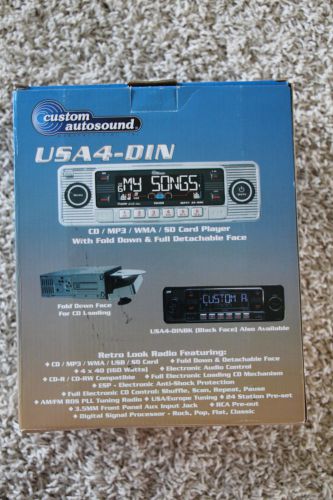 custom
autosound
USA4-DIN
MY SONGS
CD / MP3 / WMA / SD Card Player
With Fold Down & Full Detachable Face
Fold Down Face
For CD Loading
CUSTOM A
USA4-DINBK (Black Face) Also Available
Retro Look Radio Featuring:
◆ CD / MP3 / WMA / USB / SD Card ◆ Fold Down & Detachable Face
◆ 4 x 40 (160 Watts) ◆ Electronic Audio Control
◆ CD-R / CD-RW Compatible ◆ Full Electronic Loading CD Mechanism
◆ ESP - Electronic Anti-Shock Protection
◆ Full Electronic CD Control: Shuffle, Scan, Repeat, Pause
◆ AM/FM RDS PLL Tuning Radio ◆ USA/Europe Tuning ◆ 24 Station Pre-set
◆ 3.5MM Front Panel Aux Input Jack ◆ RCA Pre-out
◆ Digital Signal Processor - Rock, Pop, Flat, Classic